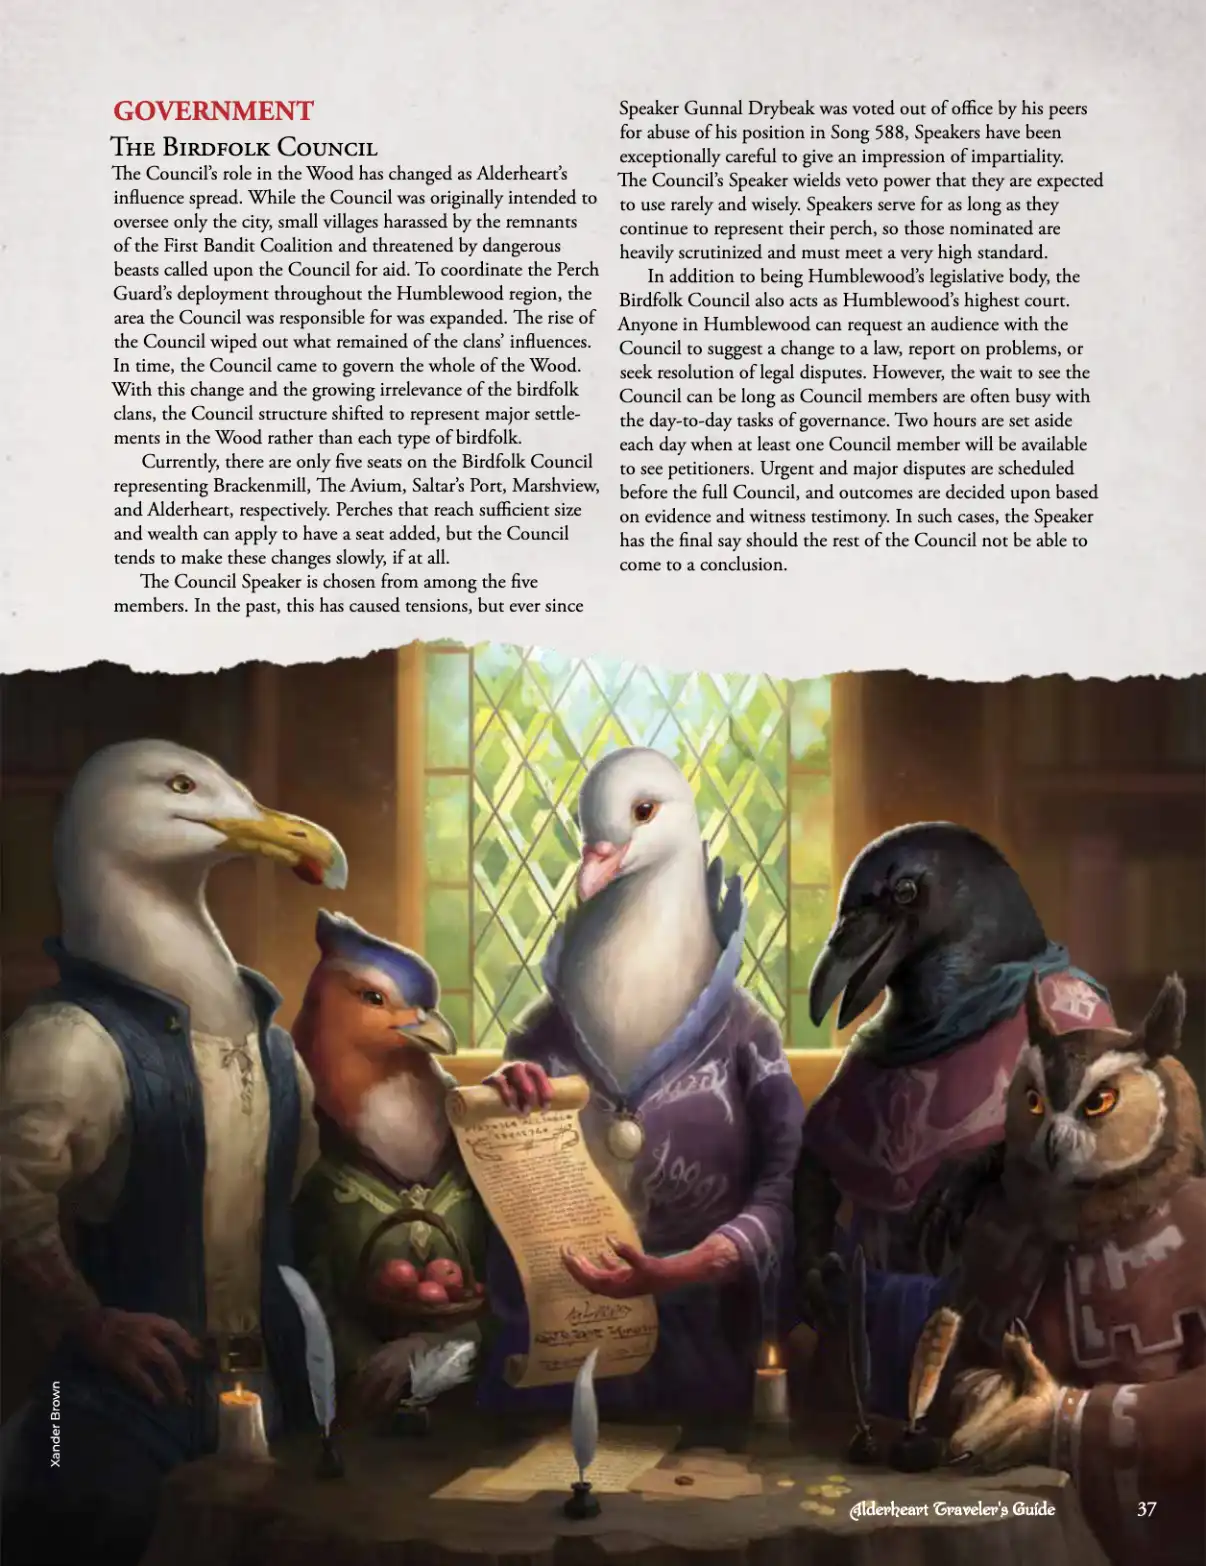 GOVERNMENT
The Birdfolk Council
The Council’s role in the Wood has changed as Alderheart’s
influence spread. While the Council was originally intended to
oversee only the city, small villages harassed by the remnants
of the First Bandit Coalition and threatened by dangerous
beasts called upon the Council for aid. To coordinate the Perch
Guard’s deployment throughout the Humblewood region, the
area the Council was responsible for was expanded. The rise of
the Council wiped out what remained of the clans’ influences.
In time, the Council came to govern the whole of the Wood.
With this change and the growing irrelevance of the birdfolk
clans, the Council structure shifted to represent major settle-
ments in the Wood rather than each type of birdfolk.
Currently, there are only five seats on the Birdfolk Council
representing Brackenmill, The Avium, Saltar’s Port, Marshview,
and Alderheart, respectively. Perches that reach sufficient size
and wealth can apply to have a seat added, but the Council
tends to make these changes slowly, if at all.
The Council Speaker is chosen from among the five
members. In the past, this has caused tensions, but ever since
Speaker Gunnal Drybeak was voted out of office by his peers
for abuse of his position in Song 588, Speakers have been
exceptionally careful to give an impression of impartiality.
The Council’s Speaker wields veto power that they are expected
to use rarely and wisely. Speakers serve for as long as they
continue to represent their perch, so those nominated are
heavily scrutinized and must meet a very high standard.
In addition to being Humblewood’s legislative body, the
Birdfolk Council also acts as Humblewood’s highest court.
Anyone in Humblewood can request an audience with the
Council to suggest a change to a law, report on problems, or
seek resolution of legal disputes. However, the wait to see the
Council can be long as Council members are often busy with
the day-to-day tasks of governance. Two hours are set aside
each day when at least one Council member will be available
to see petitioners. Urgent and major disputes are scheduled
before the full Council, and outcomes are decided upon based
on evidence and witness testimony. In such cases, the Speaker
has the final say should the rest of the Council not be able to
come to a conclusion.
Xander Brown
Alderheart Traveler’s Guide
37